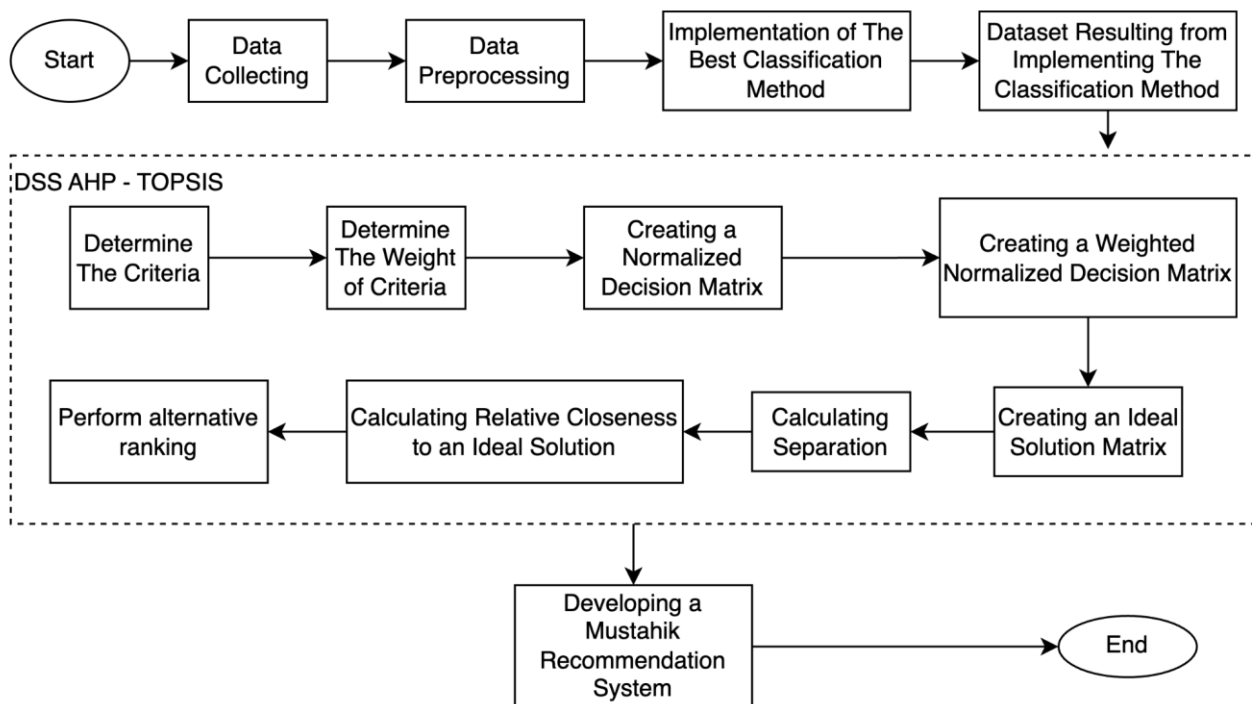 Start
Data
Collecting
Data
Preprocessing
Implementation of The
Best Classification
Method
Dataset Resulting from
Implementing The
Classification Method
DSS AHP - TOPSIS
Determine
The Criteria
Determine
The Weight
of Criteria
Creating a
Normalized
Decision Matrix
Creating a Weighted
Normalized Decision Matrix
Creating an Ideal
Solution Matrix
Calculating
Separation
Calculating Relative Closeness
to an Ideal Solution
Perform alternative
ranking
Developing a
Mustahik
Recommendation
System
End